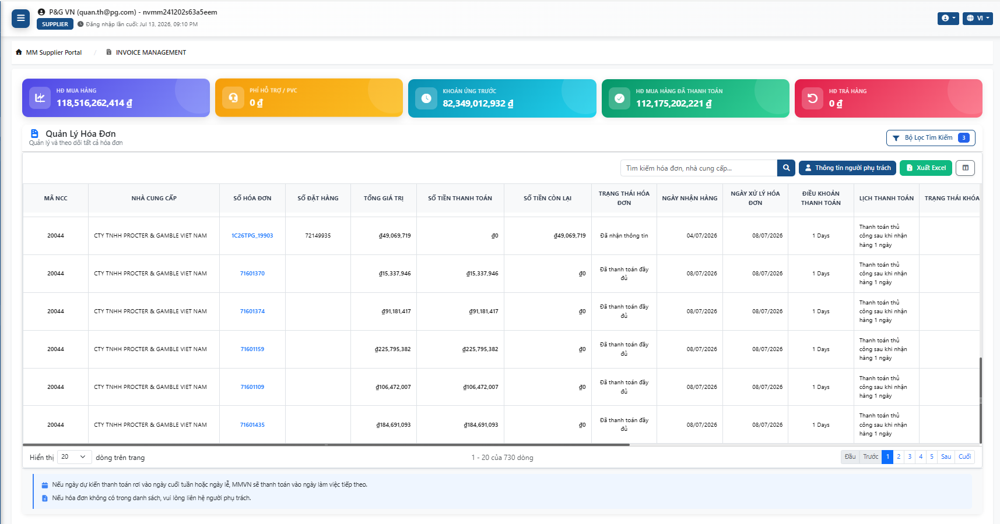 P&G VN (quan.th@pg.com) - nvmm241202s63a5eem
SUPPLIER Đăng nhập lần cuối: Jul 13, 2026, 09:10 PM
VI
MM Supplier Portal / INVOICE MANAGEMENT
HĐ MUA HÀNG
118,516,262,414 ₫
PHÍ HỖ TRỢ / PVC
0 ₫
KHOẢN ỨNG TRƯỚC
82,349,012,932 ₫
HĐ MUA HÀNG ĐÃ THANH TOÁN
112,175,202,221 ₫
HĐ TRẢ HÀNG
0 ₫
Quản Lý Hóa Đơn
Quản lý và theo dõi tất cả hóa đơn
Bộ Lọc Tìm Kiếm 3
Tìm kiếm hóa đơn, nhà cung cấp...
Thông tin người phụ trách
Xuất Excel
MÃ NCC NHÀ CUNG CẤP SỐ HÓA ĐƠN SỐ ĐẶT HÀNG TỔNG GIÁ TRỊ SỐ TIỀN THANH TOÁN SỐ TIỀN CÒN LẠI TRẠNG THÁI HÓA ĐƠN NGÀY NHẬN HÀNG NGÀY XỬ LÝ HÓA ĐƠN ĐIỀU KHOẢN THANH TOÁN LỊCH THANH TOÁN TRẠNG THÁI KHÓA
20044 CTY TNHH PROCTER & GAMBLE VIET NAM 1C26TPG_19903 72149935 ₫49,069,719 ₫0 ₫49,069,719 Đã nhận thông tin 04/07/2026 08/07/2026 1 Days Thanh toán thủ công sau khi nhận hàng 1 ngày
20044 CTY TNHH PROCTER & GAMBLE VIET NAM 71601370 ₫15,337,946 ₫15,337,946 ₫0 Đã thanh toán đầy đủ 08/07/2026 08/07/2026 1 Days Thanh toán thủ công sau khi nhận hàng 1 ngày
20044 CTY TNHH PROCTER & GAMBLE VIET NAM 71601374 ₫91,181,417 ₫91,181,417 ₫0 Đã thanh toán đầy đủ 08/07/2026 08/07/2026 1 Days Thanh toán thủ công sau khi nhận hàng 1 ngày
20044 CTY TNHH PROCTER & GAMBLE VIET NAM 71601159 ₫225,795,382 ₫225,795,382 ₫0 Đã thanh toán đầy đủ 08/07/2026 08/07/2026 1 Days Thanh toán thủ công sau khi nhận hàng 1 ngày
20044 CTY TNHH PROCTER & GAMBLE VIET NAM 71601109 ₫106,472,007 ₫106,472,007 ₫0 Đã thanh toán đầy đủ 08/07/2026 08/07/2026 1 Days Thanh toán thủ công sau khi nhận hàng 1 ngày
20044 CTY TNHH PROCTER & GAMBLE VIET NAM 71601435 ₫184,691,093 ₫184,691,093 ₫0 Đã thanh toán đầy đủ 08/07/2026 08/07/2026 1 Days Thanh toán thủ công sau khi nhận hàng 1 ngày
Hiển thị 20 dòng trên trang
1 - 20 của 730 dòng
Đầu Trước 1 2 3 4 5 Sau Cuối
Nếu ngày dự kiến thanh toán rơi vào ngày cuối tuần hoặc ngày lễ, MMVN sẽ thanh toán vào ngày làm việc tiếp theo.
Nếu hóa đơn không có trong danh sách, vui lòng liên hệ người phụ trách.